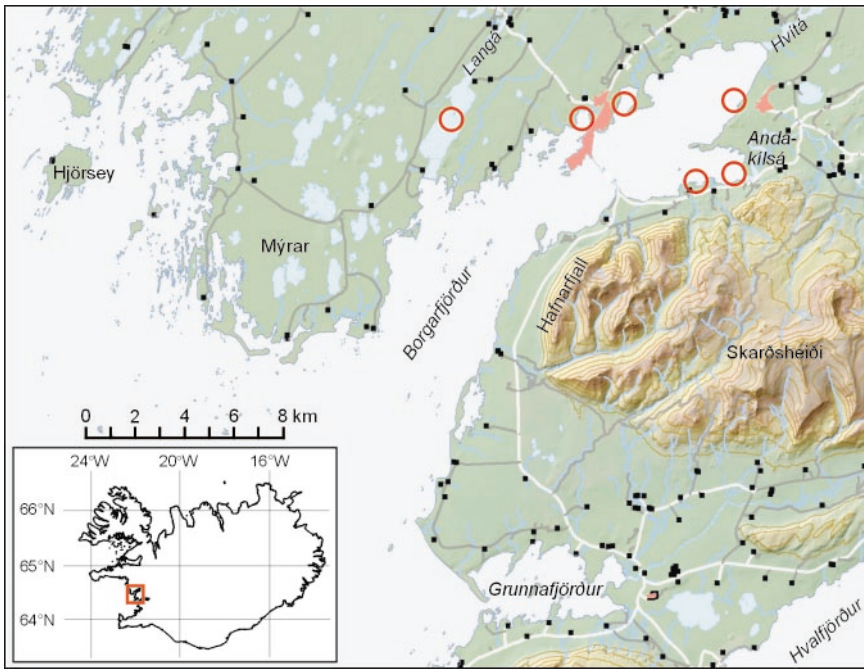 Langá
Hvítá
Anda-
kílsá
Hjörsey
Mýrar
Borgarfjörður
Hafnarfjall
Skarðsheiði
0 2 4 6 8 km
24°W 20°W 16°W
66°N
65°N
64°N
Grunnafjörður
Hvalfjörður